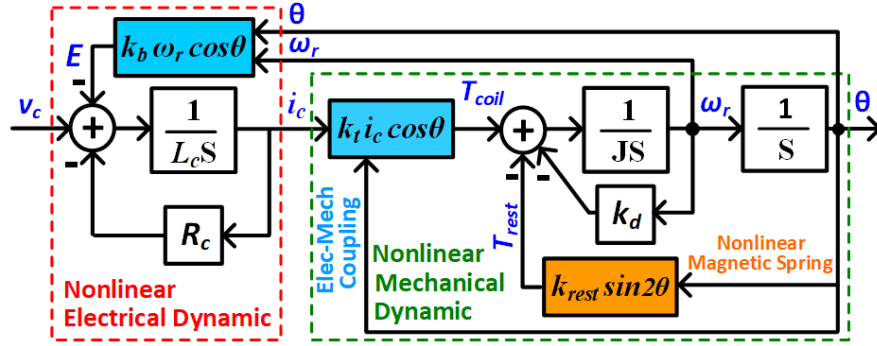 θ
ω_r
k_b ω_r cosθ
E
-
v_c
+
-
1
L_cS
i_c
R_c
Nonlinear
Electrical Dynamic
k_t i_c cosθ
T_coil
+
-
-
1
JS
ω_r
1
S
θ
k_d
T_rest
Elec-Mech
Coupling
Nonlinear
Mechanical
Dynamic
k_rest sin2θ
Nonlinear
Magnetic Spring